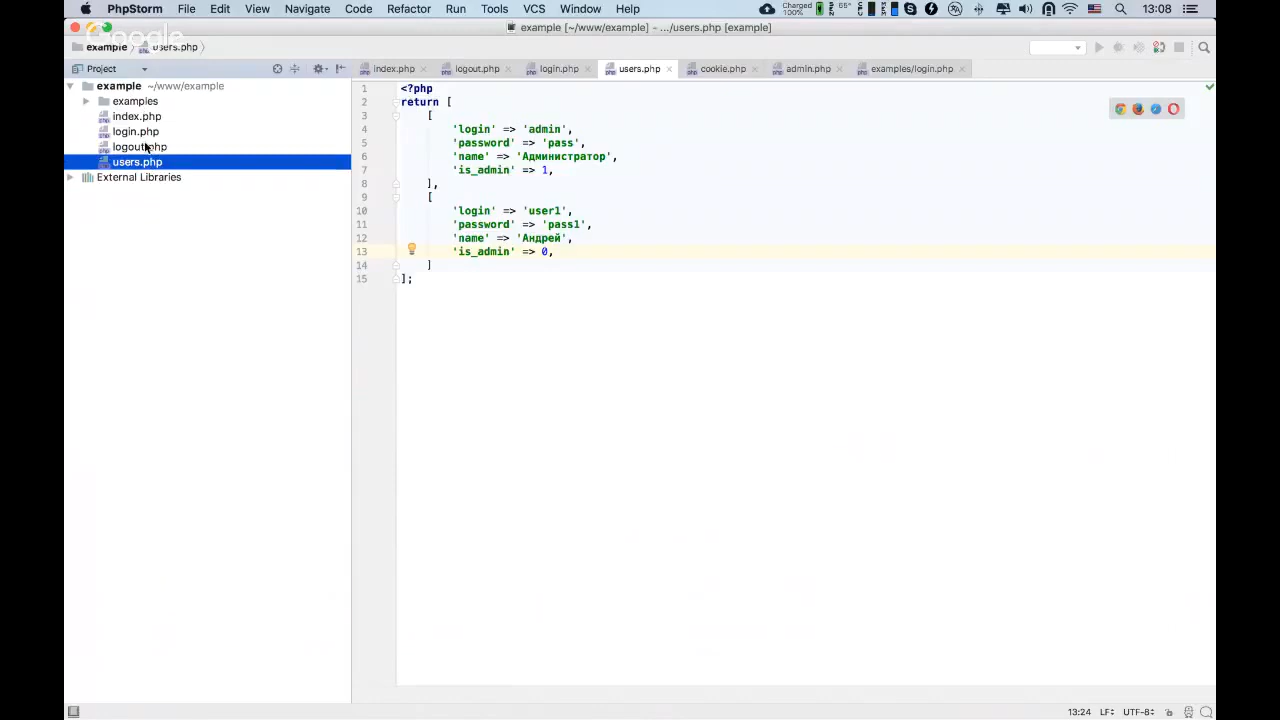 PhpStorm File Edit View Navigate Code Refactor Run Tools VCS Window Help Charged 100% 66° 13:08
example [~/www/example] - .../users.php [example]
Google
example users.php
Project index.php logout.php login.php users.php cookie.php admin.php examples/login.php
example ~/www/example
examples
index.php
login.php
logout.php
users.php
External Libraries
1 <?php
2 return [
3 [
4 'login' => 'admin',
5 'password' => 'pass',
6 'name' => 'Администратор',
7 'is_admin' => 1,
8 ],
9 [
10 'login' => 'user1',
11 'password' => 'pass1',
12 'name' => 'Андрей',
13 'is_admin' => 0,
14 ]
15 ];
13:24 LF÷ UTF-8÷